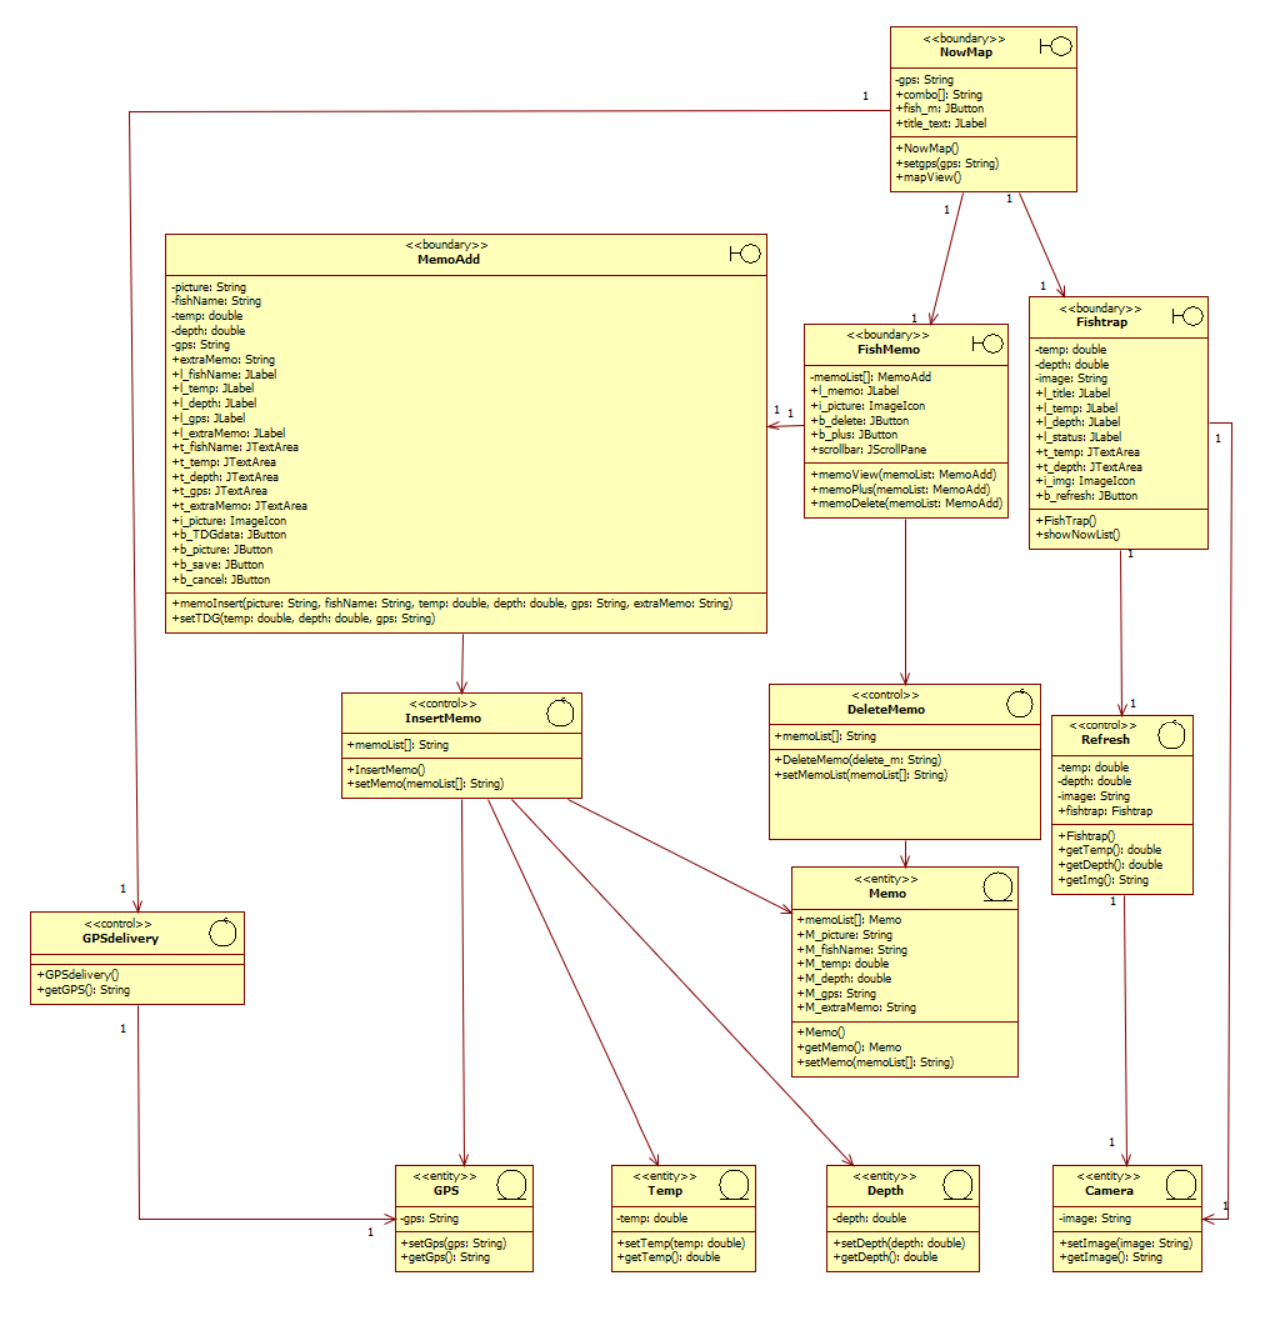 <<boundary>>
NowMap
-gps: String
+combo[]: String
+fish_m: JButton
+title_text: JLabel
+NowMap()
+setgps(gps: String)
+mapView()
1
1
1
<<boundary>>
MemoAdd
-picture: String
-fishName: String
-temp: double
-depth: double
-gps: String
+extraMemo: String
+l_fishName: JLabel
+l_temp: JLabel
+l_depth: JLabel
+l_gps: JLabel
+l_extraMemo: JLabel
+t_fishName: JTextArea
+t_temp: JTextArea
+t_depth: JTextArea
+t_gps: JTextArea
+t_extraMemo: JTextArea
+i_picture: ImageIcon
+b_TDGdata: JButton
+b_picture: JButton
+b_save: JButton
+b_cancel: JButton
+memoInsert(picture: String, fishName: String, temp: double, depth: double, gps: String, extraMemo: String)
+setTDG(temp: double, depth: double, gps: String)
1
1
1
<<boundary>>
FishMemo
-memoList[]: MemoAdd
+l_memo: JLabel
+i_picture: ImageIcon
+b_delete: JButton
+b_plus: JButton
+scrollbar: JScrollPane
+memoView(memoList: MemoAdd)
+memoPlus(memoList: MemoAdd)
+memoDelete(memoList: MemoAdd)
1
<<boundary>>
Fishtrap
-temp: double
-depth: double
-image: String
+l_title: JLabel
+l_temp: JLabel
+l_depth: JLabel
+l_status: JLabel
+t_temp: JTextArea
+t_depth: JTextArea
+i_img: ImageIcon
+b_refresh: JButton
+FishTrap()
+showNowList()
1
1
<<control>>
InsertMemo
+memoList[]: String
+InsertMemo()
+setMemo(memoList[]: String)
<<control>>
DeleteMemo
+memoList[]: String
+DeleteMemo(delete_m: String)
+setMemoList(memoList[]: String)
1
<<control>>
Refresh
-temp: double
-depth: double
-image: String
+fishtrap: Fishtrap
+Fishtrap()
+getTemp(): double
+getDepth(): double
+getImg(): String
1
1
<<control>>
GPSdelivery
+GPSdelivery()
+getGPS(): String
1
<<entity>>
Memo
+memoList[]: Memo
+M_picture: String
+M_fishName: String
+M_temp: double
+M_depth: double
+M_gps: String
+M_extraMemo: String
+Memo()
+getMemo(): Memo
+setMemo(memoList[]: String)
1
<<entity>>
GPS
-gps: String
+setGps(gps: String)
+getGps(): String
<<entity>>
Temp
-temp: double
+setTemp(temp: double)
+getTemp(): double
<<entity>>
Depth
-depth: double
+setDepth(depth: double)
+getDepth(): double
1
<<entity>>
Camera
-image: String
+setImage(image: String)
+getImage(): String
1